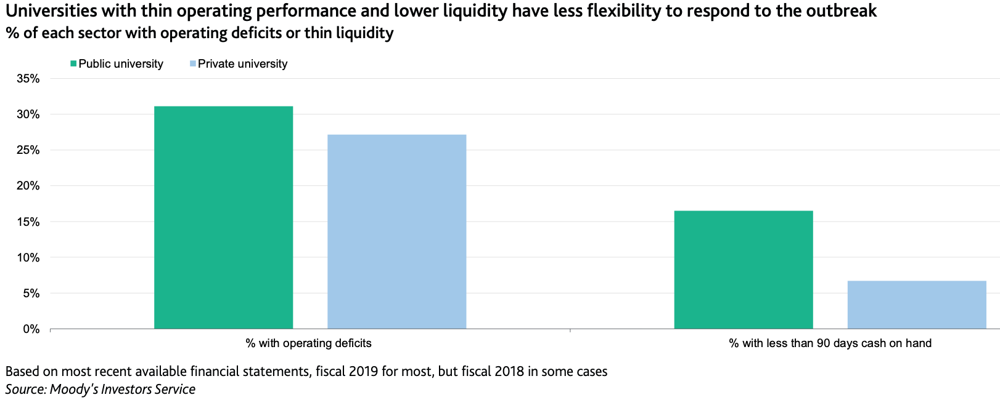 Universities with thin operating performance and lower liquidity have less flexibility to respond to the outbreak
% of each sector with operating deficits or thin liquidity
Public university
Private university
35%
30%
25%
20%
15%
10%
5%
0%
% with operating deficits
% with less than 90 days cash on hand
Based on most recent available financial statements, fiscal 2019 for most, but fiscal 2018 in some cases
Source: Moody's Investors Service